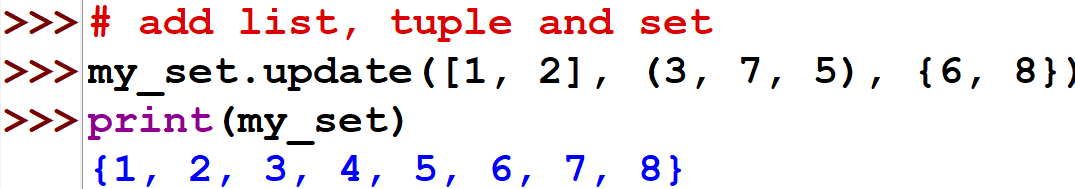 >>> # add list, tuple and set
>>> my_set.update([1, 2], (3, 7, 5), {6, 8})
>>> print(my_set)
{1, 2, 3, 4, 5, 6, 7, 8}